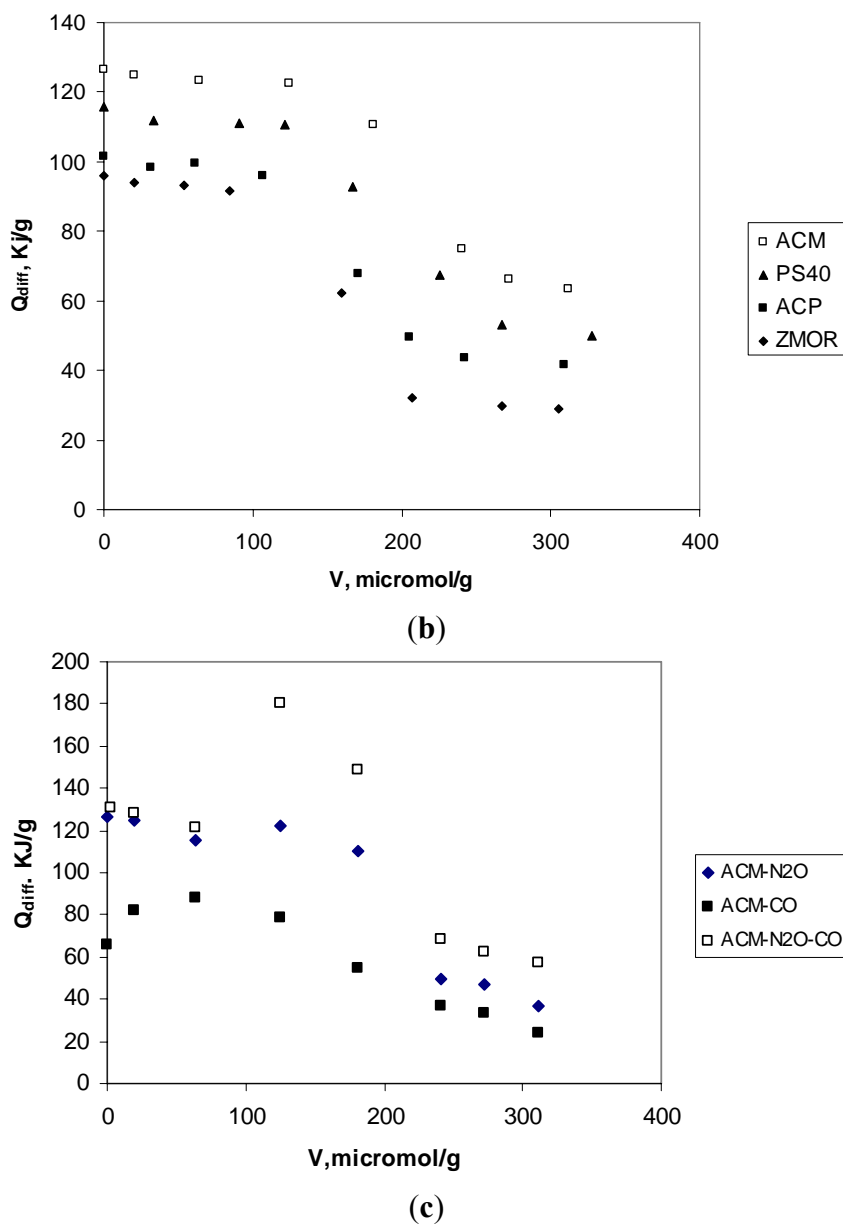 140
120
100
80
60
40
20
0
Qdiff, Kj/g
0 100 200 300 400
V, micromol/g
ACM
PS40
ACP
ZMOR
(b)
200
180
160
140
120
100
80
60
40
20
0
Qdiff. KJ/g
0 100 200 300 400
V,micromol/g
ACM-N2O
ACM-CO
ACM-N2O-CO
(c)